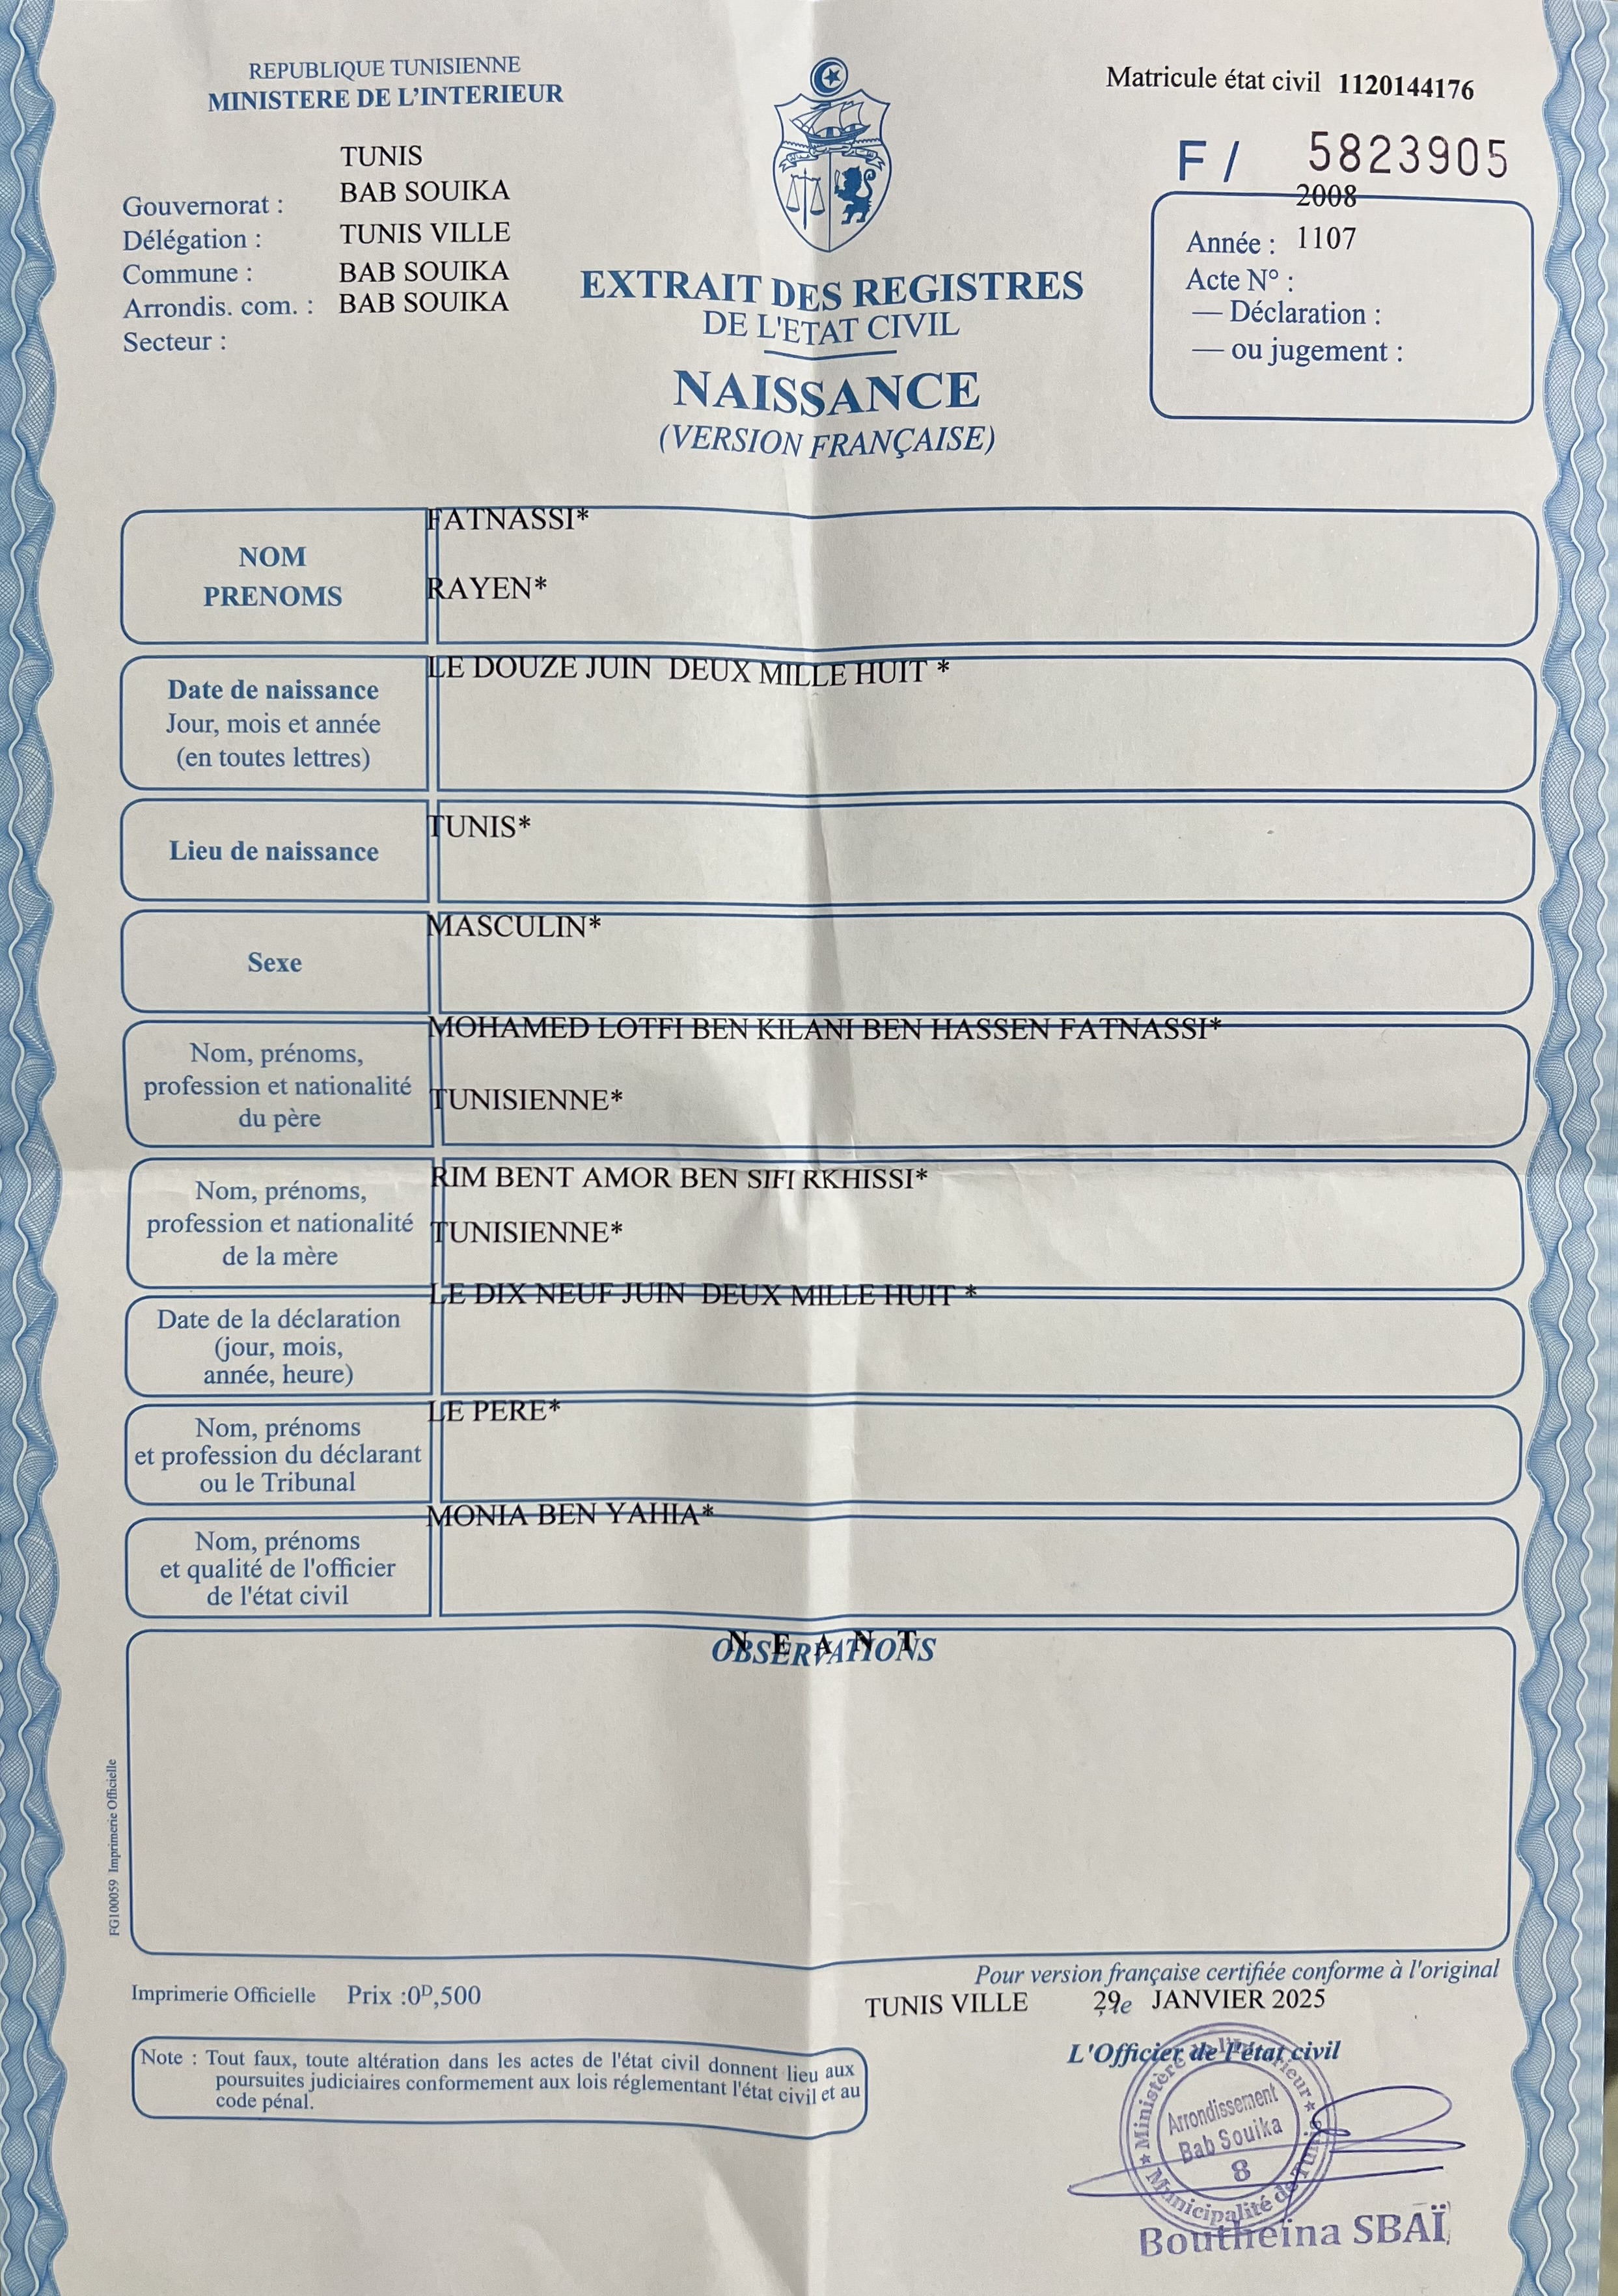 REPUBLIQUE TUNISIENNE
MINISTERE DE L'INTERIEUR
Matricule état civil 1120144176
F / 5823905
TUNIS
Gouvernorat : BAB SOUIKA
Délégation : TUNIS VILLE
Commune : BAB SOUIKA
Arrondis. com. : BAB SOUIKA
Secteur :
2008
Année : 1107
Acte N° :
— Déclaration :
— ou jugement :
EXTRAIT DES REGISTRES
DE L'ETAT CIVIL
NAISSANCE
(VERSION FRANÇAISE)
NOM
PRENOMS
FATNASSI*
RAYEN*
Date de naissance
Jour, mois et année
(en toutes lettres)
LE DOUZE JUIN DEUX MILLE HUIT *
Lieu de naissance
TUNIS*
Sexe
MASCULIN*
Nom, prénoms,
profession et nationalité
du père
MOHAMED LOTFI BEN KILANI BEN HASSEN FATNASSI*
TUNISIENNE*
Nom, prénoms,
profession et nationalité
de la mère
RIM BENT AMOR BEN SIFI RKHISSI*
TUNISIENNE*
Date de la déclaration
(jour, mois,
année, heure)
LE DIX NEUF JUIN DEUX MILLE HUIT *
Nom, prénoms
et profession du déclarant
ou le Tribunal
LE PERE*
Nom, prénoms
et qualité de l'officier
de l'état civil
MONIA BEN YAHIA*
OBSERVATIONS
N E A N T
FG100059 Imprimerie Officielle
Imprimerie Officielle Prix :0ᴰ,500
Pour version française certifiée conforme à l'original
TUNIS VILLE 29e JANVIER 2025
L'Officier de l'état civil
Note : Tout faux, toute altération dans les actes de l'état civil donnent lieu aux
poursuites judiciaires conformement aux lois réglementant l'état civil et au
code pénal.
Ministère de l'Intérieur
Arrondissement
Bab Souika
8
Municipalité de Tunis
Boutheïna SBAÏ